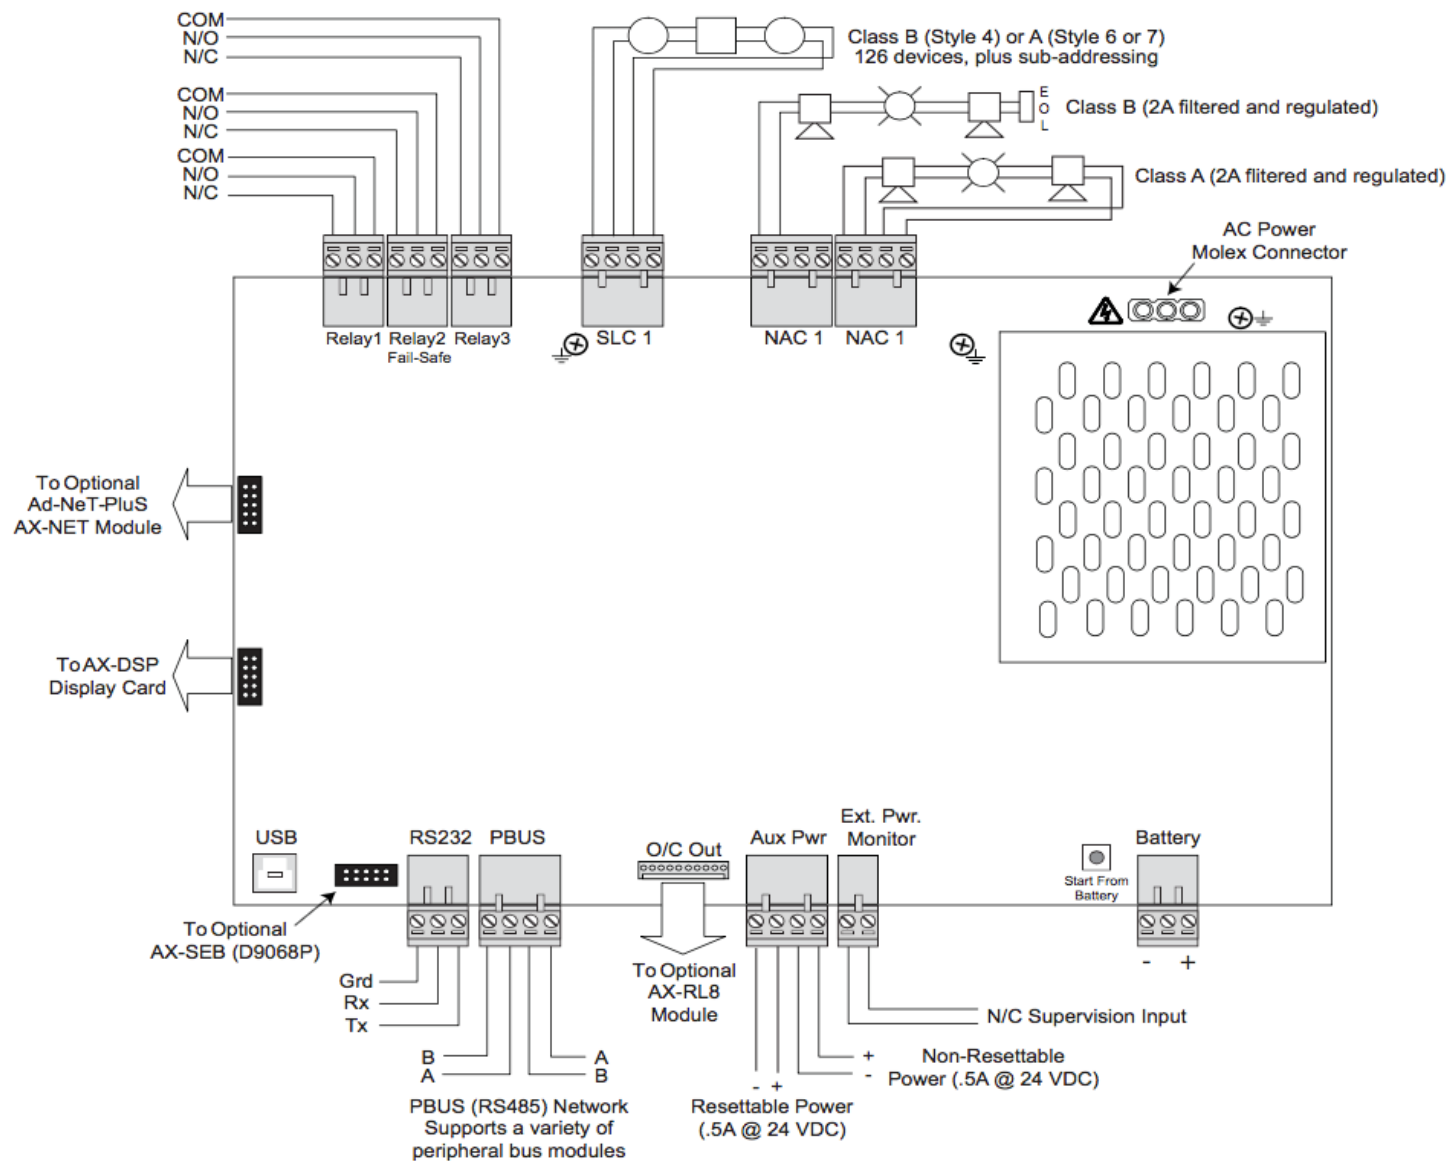 COM
N/O
N/C
COM
N/O
N/C
COM
N/O
N/C
Class B (Style 4) or A (Style 6 or 7)
126 devices, plus sub-addressing
E
O
L
Class B (2A filtered and regulated)
Class A (2A flitered and regulated)
AC Power
Molex Connector
Relay1
Relay2
Fail-Safe
Relay3
SLC 1
NAC 1
NAC 1
To Optional
Ad-NeT-PluS
AX-NET Module
To AX-DSP
Display Card
USB
RS232
PBUS
O/C Out
Aux Pwr
Ext. Pwr.
Monitor
Start From
Battery
Battery
To Optional
AX-SEB (D9068P)
Grd
Rx
Tx
B
A
A
B
PBUS (RS485) Network
Supports a variety of
peripheral bus modules
To Optional
AX-RL8
Module
- +
Resettable Power
(.5A @ 24 VDC)
+
-
Non-Resettable
Power (.5A @ 24 VDC)
N/C Supervision Input
- +